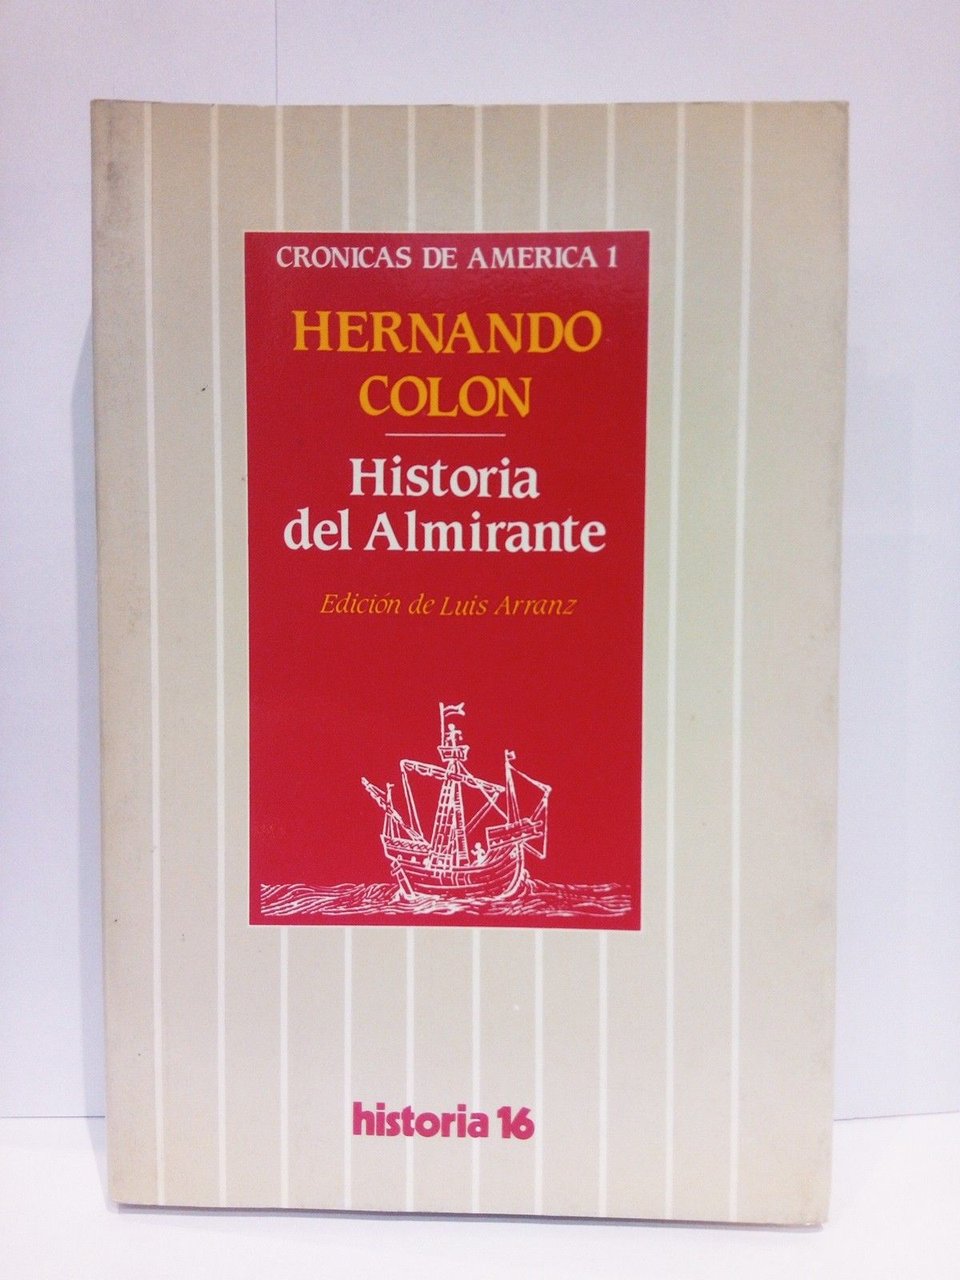 CRONICAS DE AMERICA 1
HERNANDO
COLON
Historia
del Almirante
Edición de Luis Arranz
historia 16